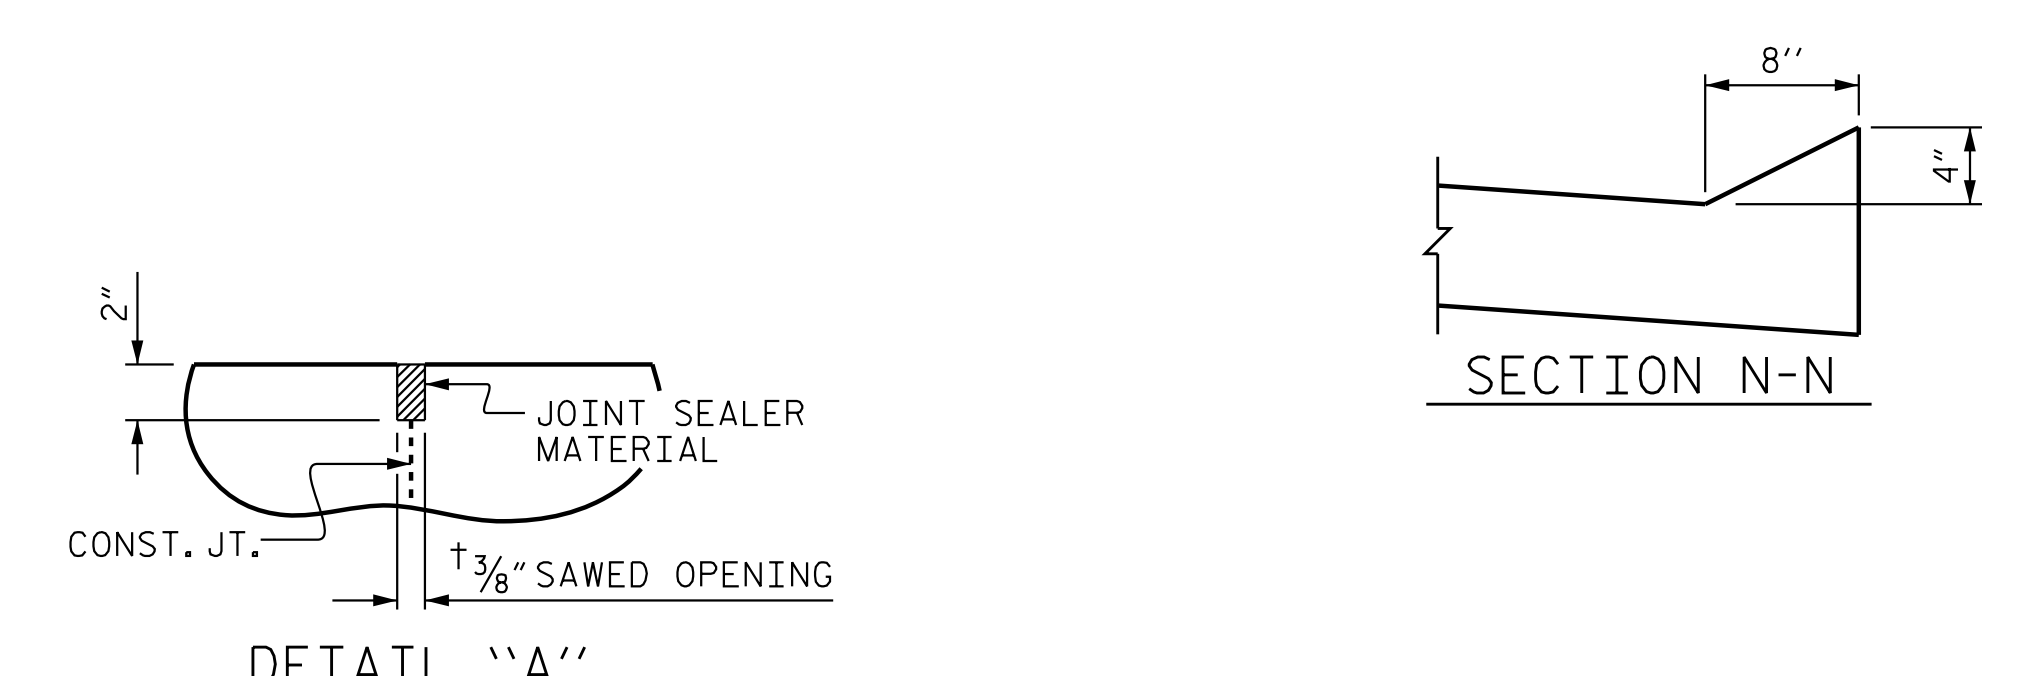 8''
4"
SECTION N-N
2"
JOINT SEALER
MATERIAL
CONST. JT.
† 3/8" SAWED OPENING
DETAIL ''A''